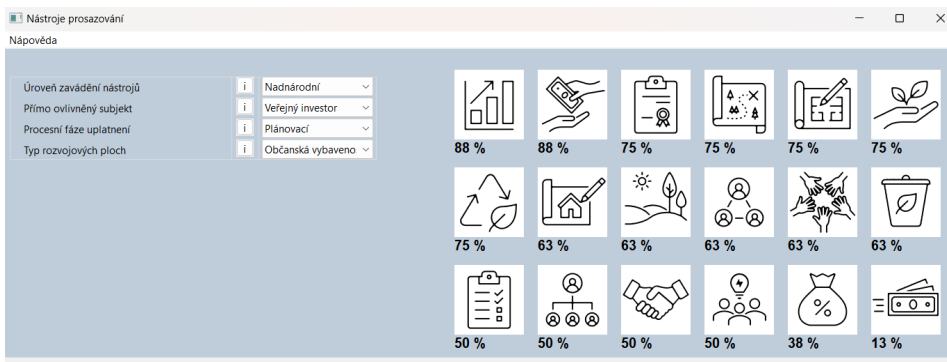 Nástroje prosazování
Nápověda
Úroveň zavádění nástrojů i Nadnárodní
Přímo ovlivněný subjekt i Veřejný investor
Procesní fáze uplatnení i Plánovací
Typ rozvojových ploch i Občanská vybaveno
88 % 88 % 75 % 75 % 75 % 75 %
75 % 63 % 63 % 63 % 63 % 63 %
50 % 50 % 50 % 50 % 38 % 13 %